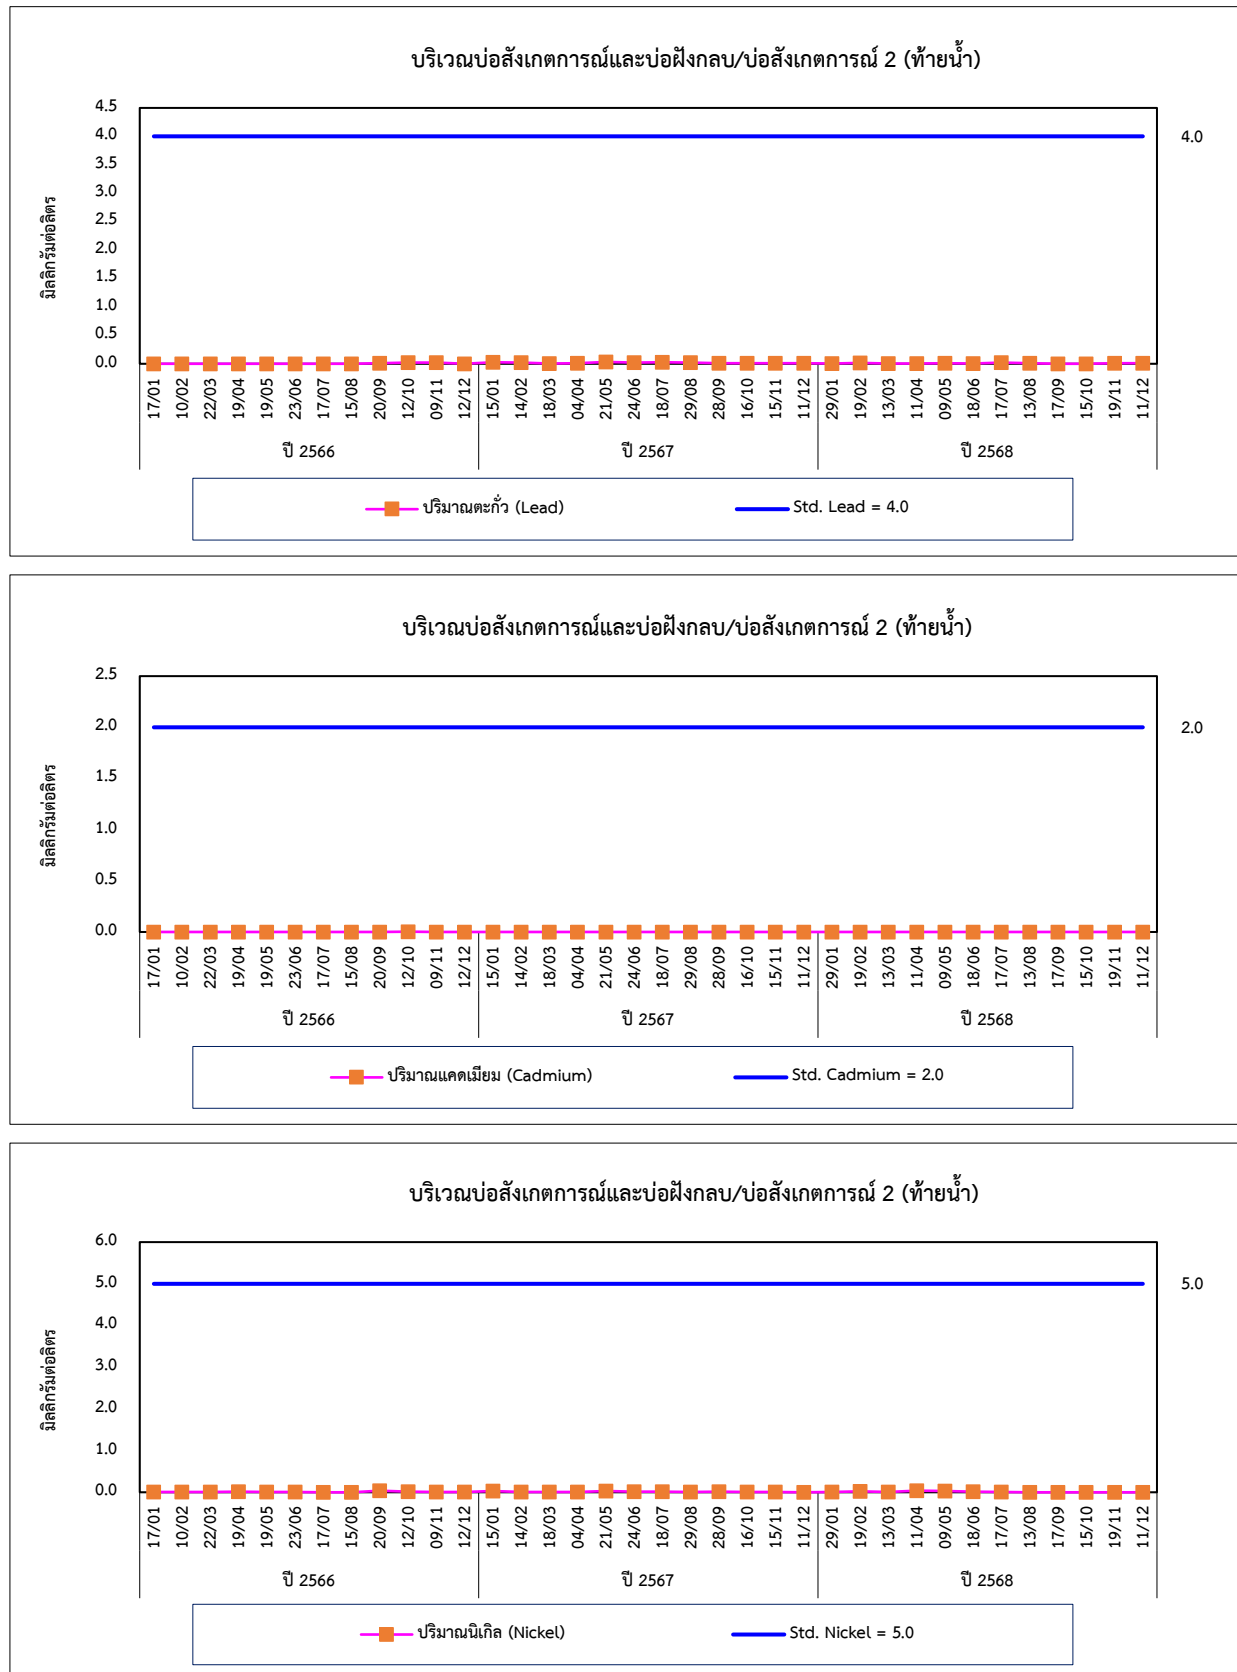 บริเวณบ่อสังเกตการณ์และบ่อฝังกลบ/บ่อสังเกตการณ์ 2 (ท้ายน้ำ)
มิลลิกรัมต่อลิตร
4.5
4.0
3.5
3.0
2.5
2.0
1.5
1.0
0.5
0.0
4.0
17/01 10/02 22/03 19/04 19/05 23/06 17/07 15/08 20/09 12/10 09/11 12/12 15/01 14/02 18/03 04/04 21/05 24/06 18/07 29/08 28/09 16/10 15/11 11/12 29/01 19/02 13/03 11/04 09/05 18/06 17/07 13/08 17/09 15/10 19/11 11/12
ปี 2566 ปี 2567 ปี 2568
ปริมาณตะกั่ว (Lead) Std. Lead = 4.0
บริเวณบ่อสังเกตการณ์และบ่อฝังกลบ/บ่อสังเกตการณ์ 2 (ท้ายน้ำ)
มิลลิกรัมต่อลิตร
2.5
2.0
1.5
1.0
0.5
0.0
2.0
17/01 10/02 22/03 19/04 19/05 23/06 17/07 15/08 20/09 12/10 09/11 12/12 15/01 14/02 18/03 04/04 21/05 24/06 18/07 29/08 28/09 16/10 15/11 11/12 29/01 19/02 13/03 11/04 09/05 18/06 17/07 13/08 17/09 15/10 19/11 11/12
ปี 2566 ปี 2567 ปี 2568
ปริมาณแคดเมียม (Cadmium) Std. Cadmium = 2.0
บริเวณบ่อสังเกตการณ์และบ่อฝังกลบ/บ่อสังเกตการณ์ 2 (ท้ายน้ำ)
มิลลิกรัมต่อลิตร
6.0
5.0
4.0
3.0
2.0
1.0
0.0
5.0
17/01 10/02 22/03 19/04 19/05 23/06 17/07 15/08 20/09 12/10 09/11 12/12 15/01 14/02 18/03 04/04 21/05 24/06 18/07 29/08 28/09 16/10 15/11 11/12 29/01 19/02 13/03 11/04 09/05 18/06 17/07 13/08 17/09 15/10 19/11 11/12
ปี 2566 ปี 2567 ปี 2568
ปริมาณนิเกิล (Nickel) Std. Nickel = 5.0